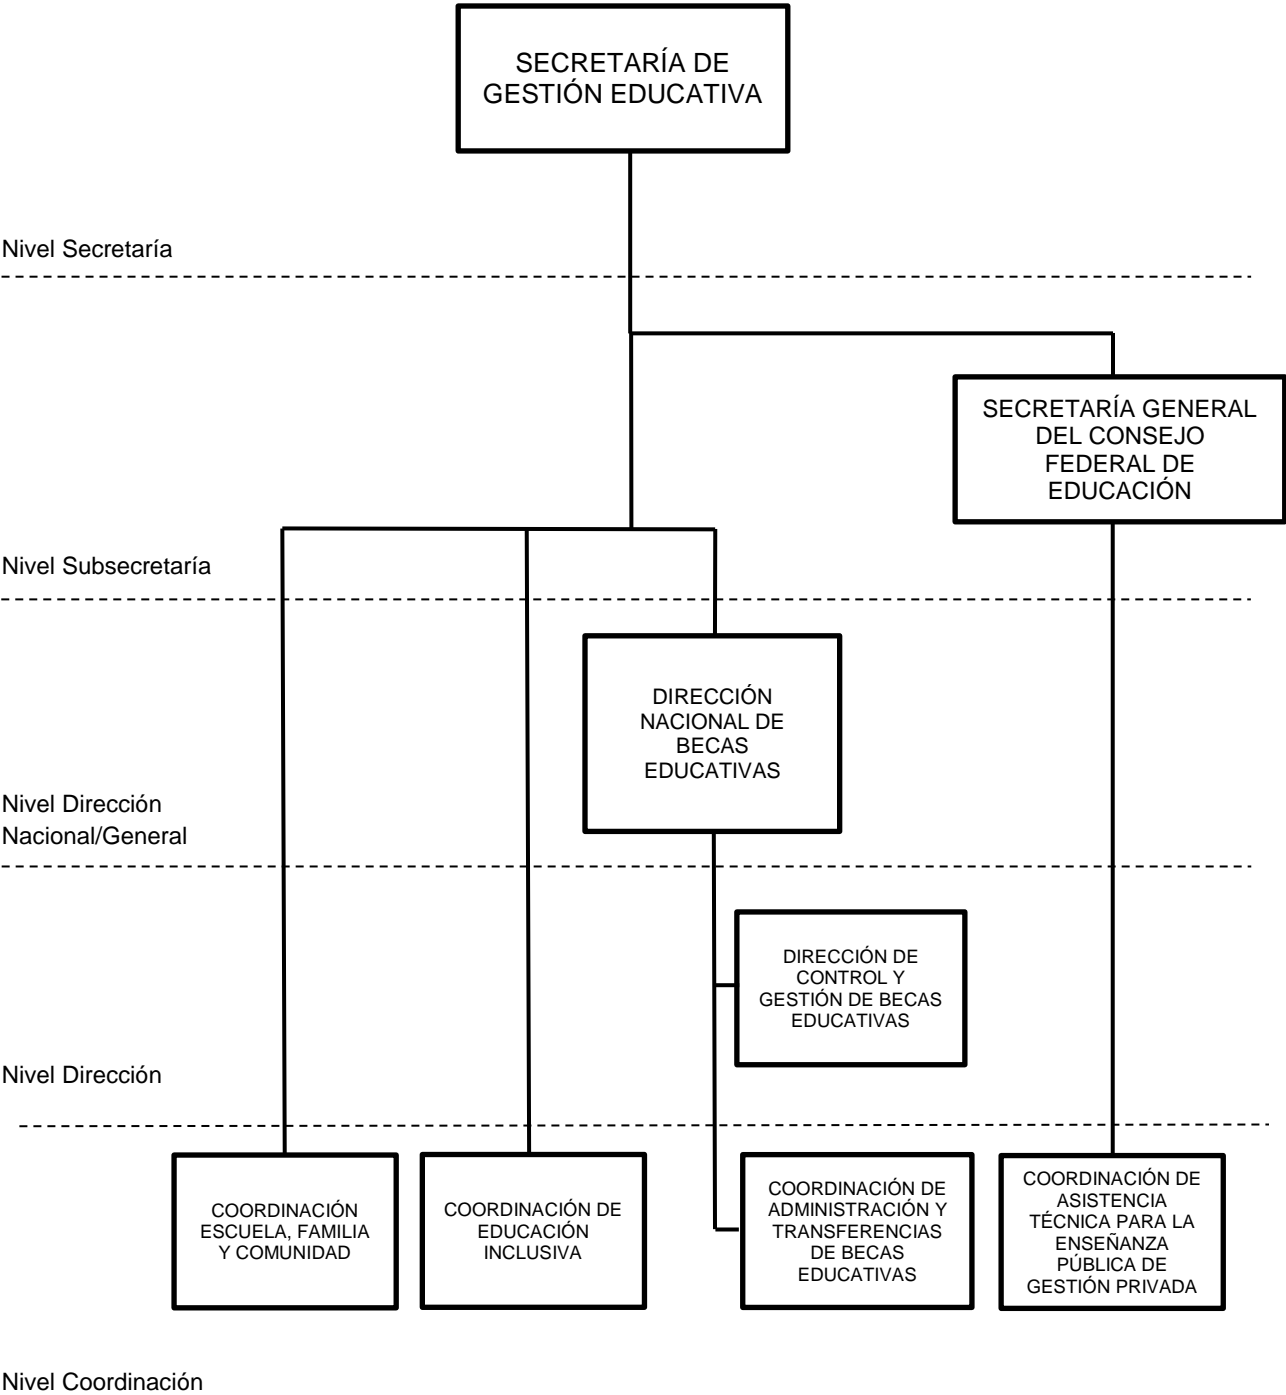 SECRETARÍA DE
GESTIÓN EDUCATIVA
Nivel Secretaría
SECRETARÍA GENERAL
DEL CONSEJO
FEDERAL DE
EDUCACIÓN
Nivel Subsecretaría
DIRECCIÓN
NACIONAL DE
BECAS
EDUCATIVAS
Nivel Dirección
Nacional/General
DIRECCIÓN DE
CONTROL Y
GESTIÓN DE BECAS
EDUCATIVAS
Nivel Dirección
COORDINACIÓN
ESCUELA, FAMILIA
Y COMUNIDAD
COORDINACIÓN DE
EDUCACIÓN
INCLUSIVA
COORDINACIÓN DE
ADMINISTRACIÓN Y
TRANSFERENCIAS
DE BECAS
EDUCATIVAS
COORDINACIÓN DE
ASISTENCIA
TÉCNICA PARA LA
ENSEÑANZA
PÚBLICA DE
GESTIÓN PRIVADA
Nivel Coordinación